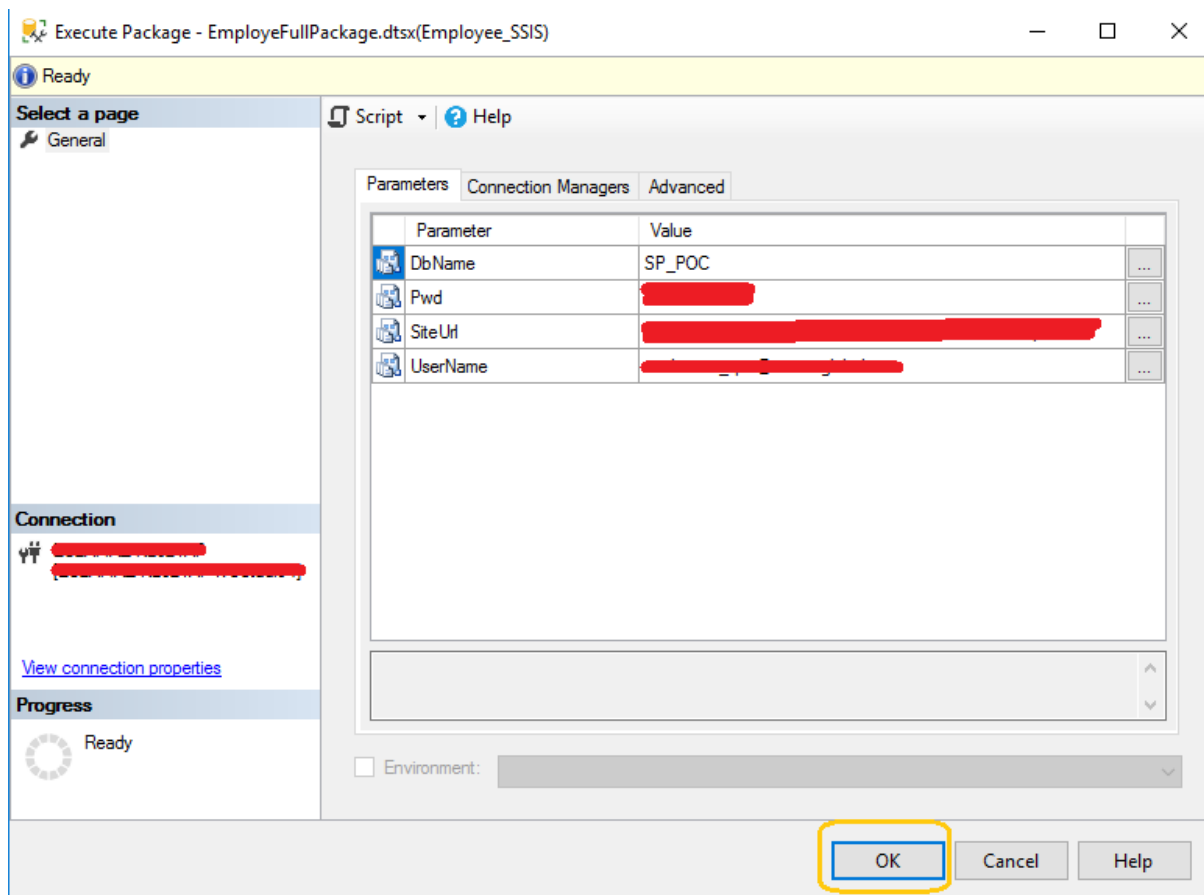 Execute Package - EmployeFullPackage.dtsx(Employee_SSIS)
Ready
Select a page
General
Script
Help
Parameters
Connection Managers
Advanced
Parameter Value
DbName SP_POC
...
Pwd
...
SiteUrl
...
UserName
...
Connection
View connection properties
Progress
Ready
Environment:
OK
Cancel
Help